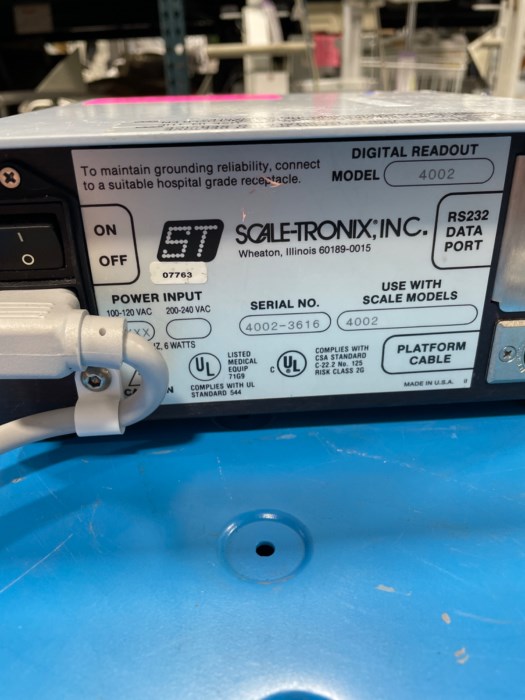 To maintain grounding reliability, connect
to a suitable hospital grade receptacle.
DIGITAL READOUT
MODEL 4002
I
O
ON
OFF
ST
SCALE-TRONIX, INC.
Wheaton, Illinois 60189-0015
07763
RS232
DATA
PORT
POWER INPUT
100-120 VAC 200-240 VAC
XX
Z, 6 WATTS
SERIAL NO.
4002-3616
USE WITH
SCALE MODELS
4002
UL
LISTED
MEDICAL
EQUIP
71G9
COMPLIES WITH UL
STANDARD 544
C UL
COMPLIES WITH
CSA STANDARD
C-22.2 No. 125
RISK CLASS 2G
PLATFORM
CABLE
MADE IN U.S.A.